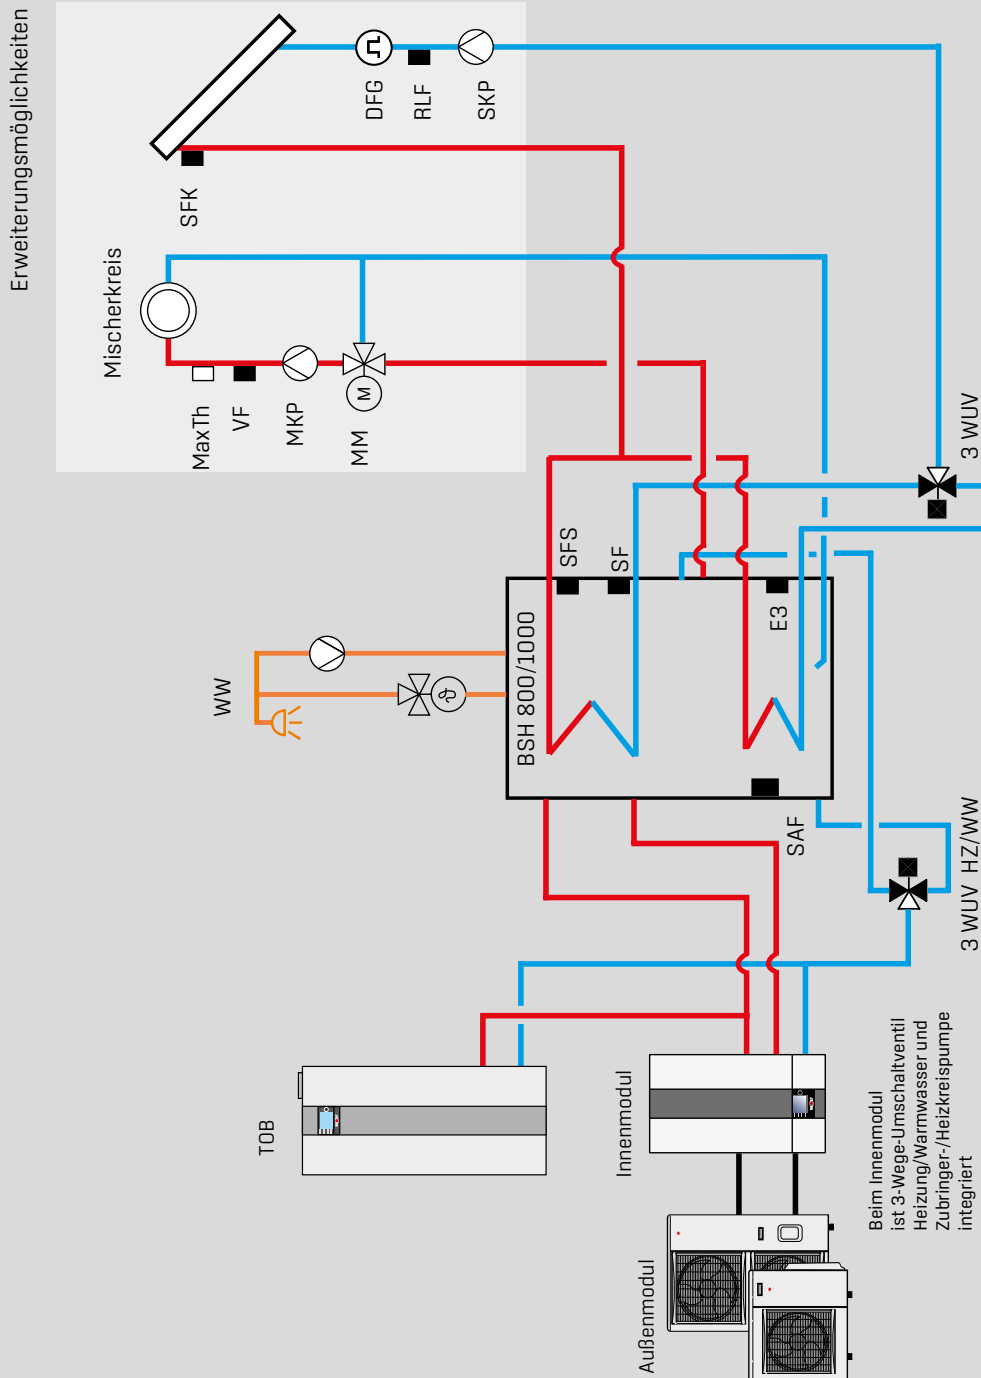 Erweiterungsmöglichkeiten
DFG
RLF
SKP
SFK
Mischerkreis
MaxTh
VF
MKP
MM
M
3 WUV
WW
SFS
SF
E3
BSH 800/1000
SAF
3 WUV HZ/WW
TOB
Innenmodul
Außenmodul
Beim Innenmodul
ist 3-Wege-Umschaltventil
Heizung/Warmwasser und
Zubringer-/Heizkreispumpe
integriert